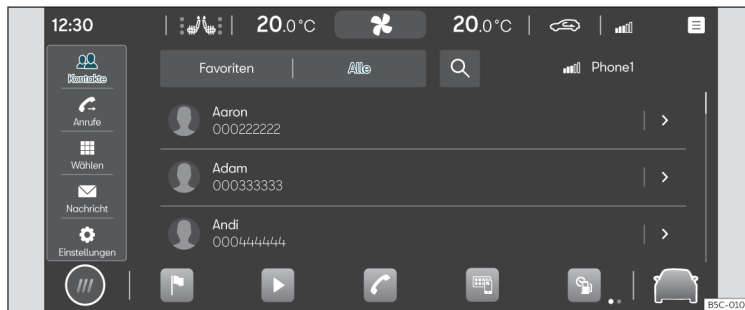 12:30
20.0°C
20.0°C
Kontakte
Favoriten
Alle
Phone1
Anrufe
Aaron
000222222
Wählen
Adam
000333333
Nachricht
Andi
000444444
Einstellungen
B5C-010